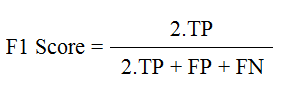 F1 Score = 2.TP / 2.TP + FP + FN